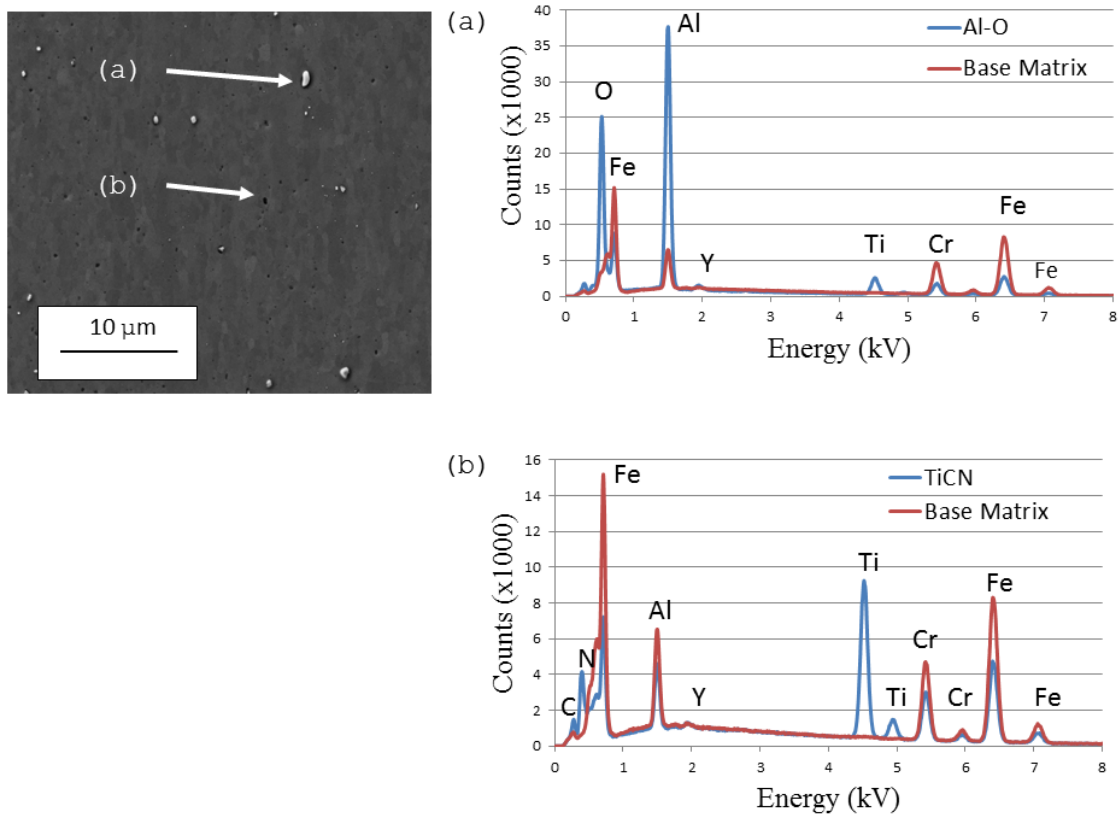 (a)
(b)
10 µm
(a)
Counts (x1000)
40
35
30
25
20
15
10
5
0
O
Fe
Al
Y
Ti
Cr
Fe
Fe
Al-O
Base Matrix
0 1 2 3 4 5 6 7 8
Energy (kV)
(b)
Counts (x1000)
16
14
12
10
8
6
4
2
0
C
N
Fe
Al
Y
Ti
Ti
Cr
Cr
Fe
Fe
TiCN
Base Matrix
0 1 2 3 4 5 6 7 8
Energy (kV)